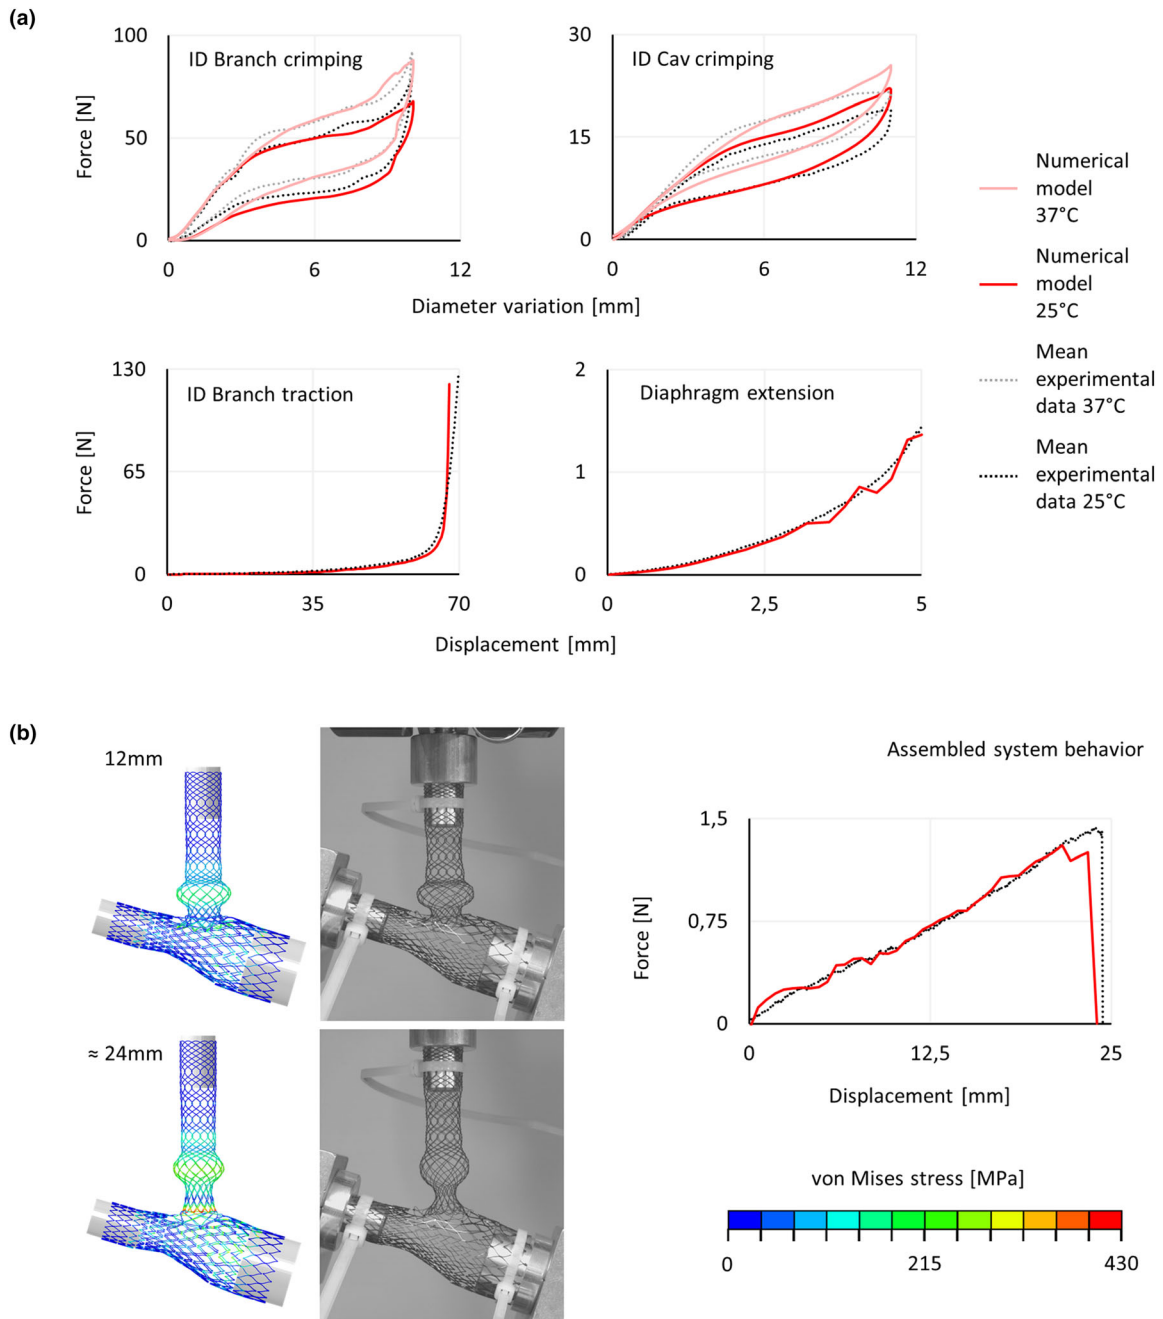 (a)
100
ID Branch crimping
Force [N]
50
0
0
6
12
30
ID Cav crimping
15
0
0
6
12
Diameter variation [mm]
Numerical
model
37°C
Numerical
model
25°C
Mean
experimental
data 37°C
Mean
experimental
data 25°C
130
ID Branch traction
Force [N]
65
0
0
35
70
2
Diaphragm extension
1
0
0
2,5
5
Displacement [mm]
(b)
12mm
≈ 24mm
Assembled system behavior
1,5
Force [N]
0,75
0
0
12,5
25
Displacement [mm]
von Mises stress [MPa]
0
215
430